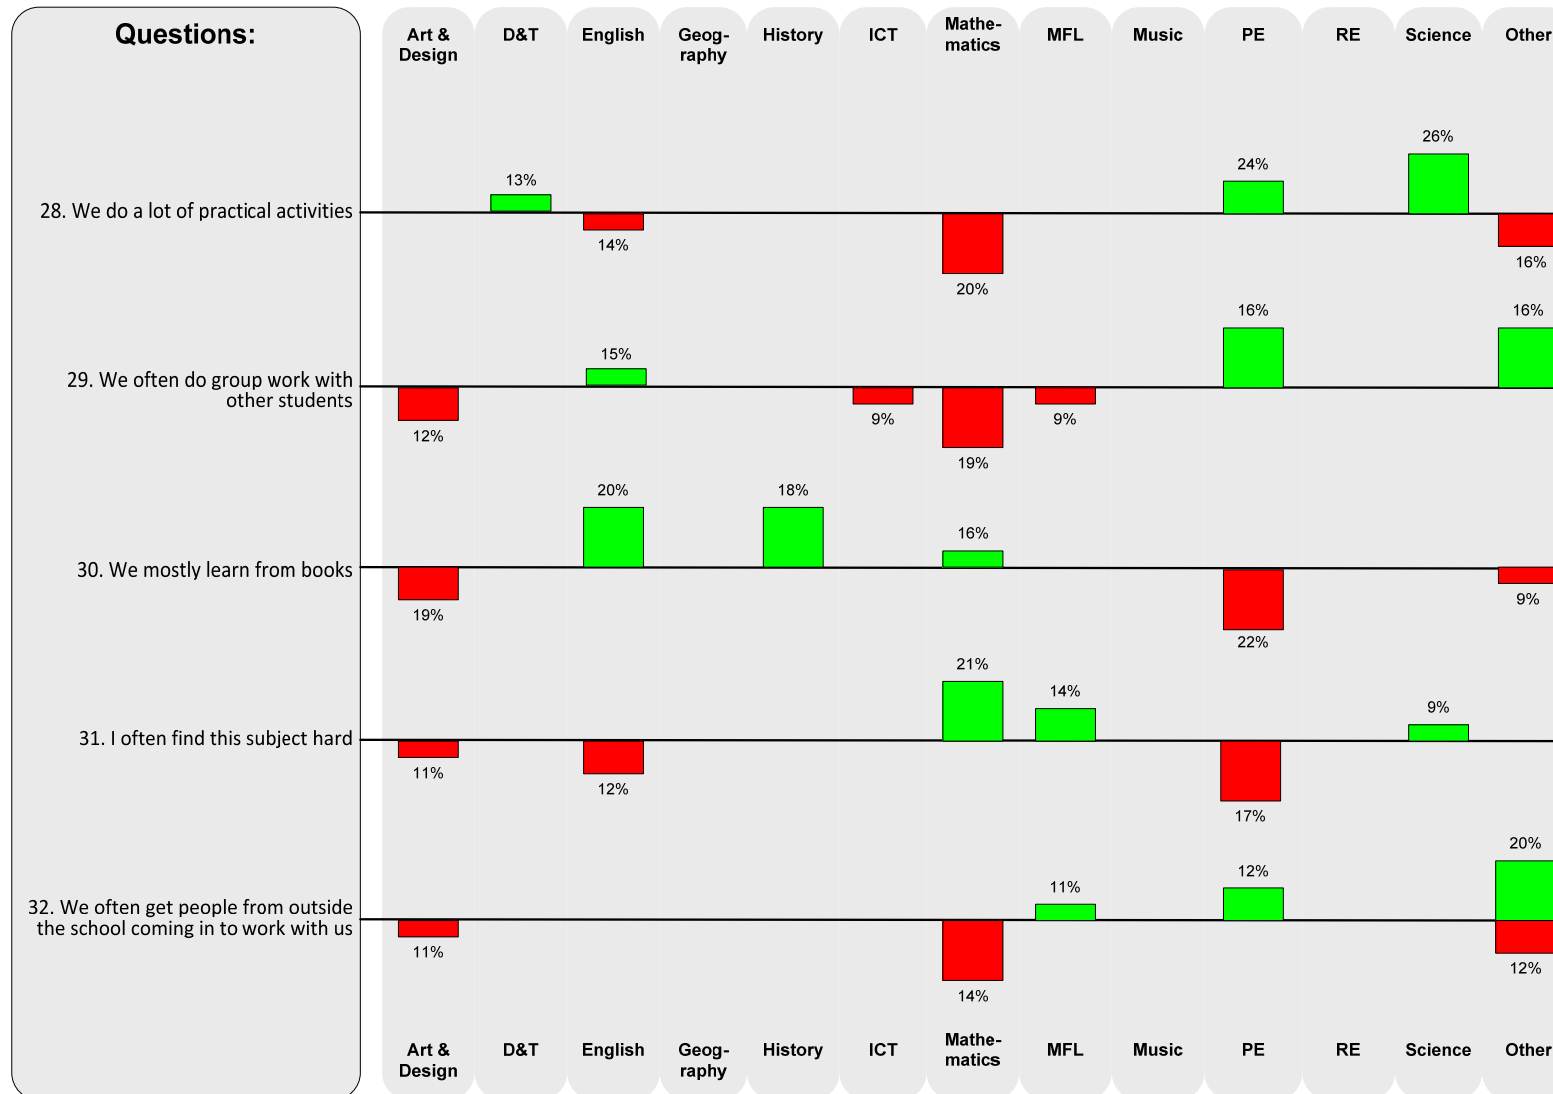 Questions:
Art & Design
D&T
English
Geog-raphy
History
ICT
Mathe-matics
MFL
Music
PE
RE
Science
Other
26%
24%
13%
28. We do a lot of practical activities
14%
16%
20%
16%
16%
15%
29. We often do group work with
other students
12%
9%
9%
19%
20%
18%
16%
30. We mostly learn from books
19%
9%
22%
21%
14%
9%
31. I often find this subject hard
11%
12%
17%
20%
12%
11%
32. We often get people from outside
the school coming in to work with us
11%
12%
14%
Art & Design
D&T
English
Geog-raphy
History
ICT
Mathe-matics
MFL
Music
PE
RE
Science
Other